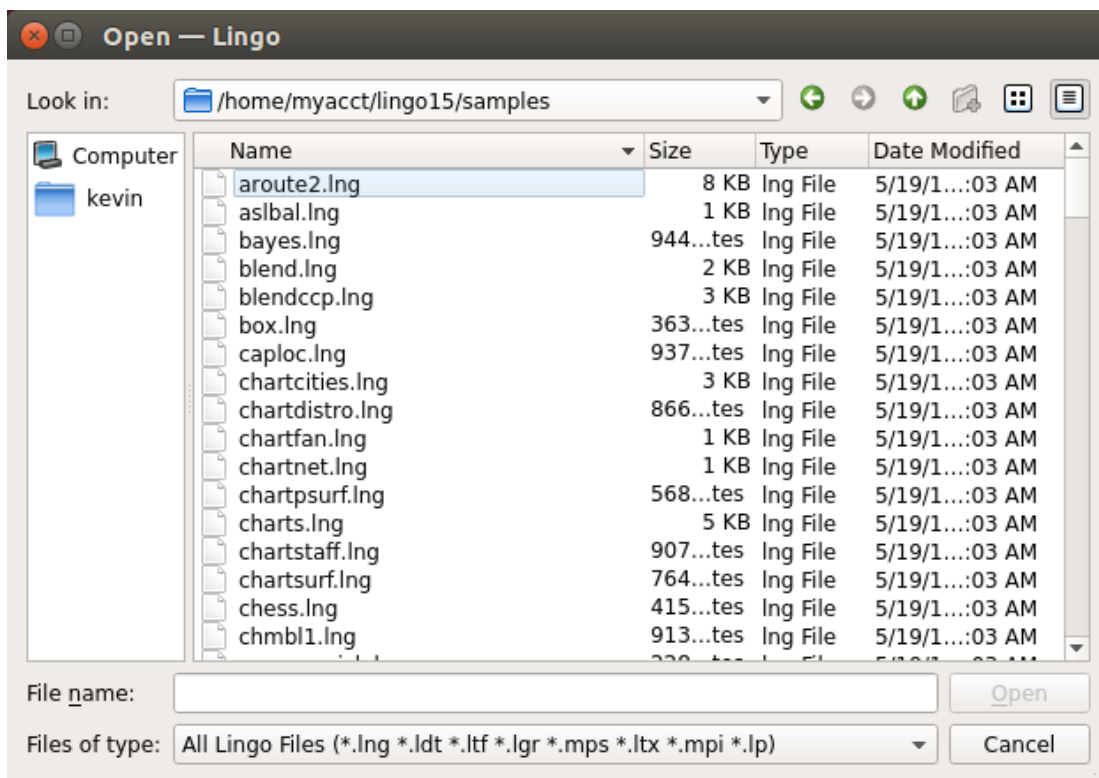 Open — Lingo
Look in: /home/myacct/lingo15/samples
Computer
kevin
Name Size Type Date Modified
aroute2.lng 8 KB lng File 5/19/1...:03 AM
aslbal.lng 1 KB lng File 5/19/1...:03 AM
bayes.lng 944...tes lng File 5/19/1...:03 AM
blend.lng 2 KB lng File 5/19/1...:03 AM
blendccp.lng 3 KB lng File 5/19/1...:03 AM
box.lng 363...tes lng File 5/19/1...:03 AM
caploc.lng 937...tes lng File 5/19/1...:03 AM
chartcities.lng 3 KB lng File 5/19/1...:03 AM
chartdistro.lng 866...tes lng File 5/19/1...:03 AM
chartfan.lng 1 KB lng File 5/19/1...:03 AM
chartnet.lng 1 KB lng File 5/19/1...:03 AM
chartpsurf.lng 568...tes lng File 5/19/1...:03 AM
charts.lng 5 KB lng File 5/19/1...:03 AM
chartstaff.lng 907...tes lng File 5/19/1...:03 AM
chartsurf.lng 764...tes lng File 5/19/1...:03 AM
chess.lng 415...tes lng File 5/19/1...:03 AM
chmbl1.lng 913...tes lng File 5/19/1...:03 AM
File name: Open
Files of type: All Lingo Files (*.lng *.ldt *.ltf *.lgr *.mps *.ltx *.mpi *.lp) Cancel